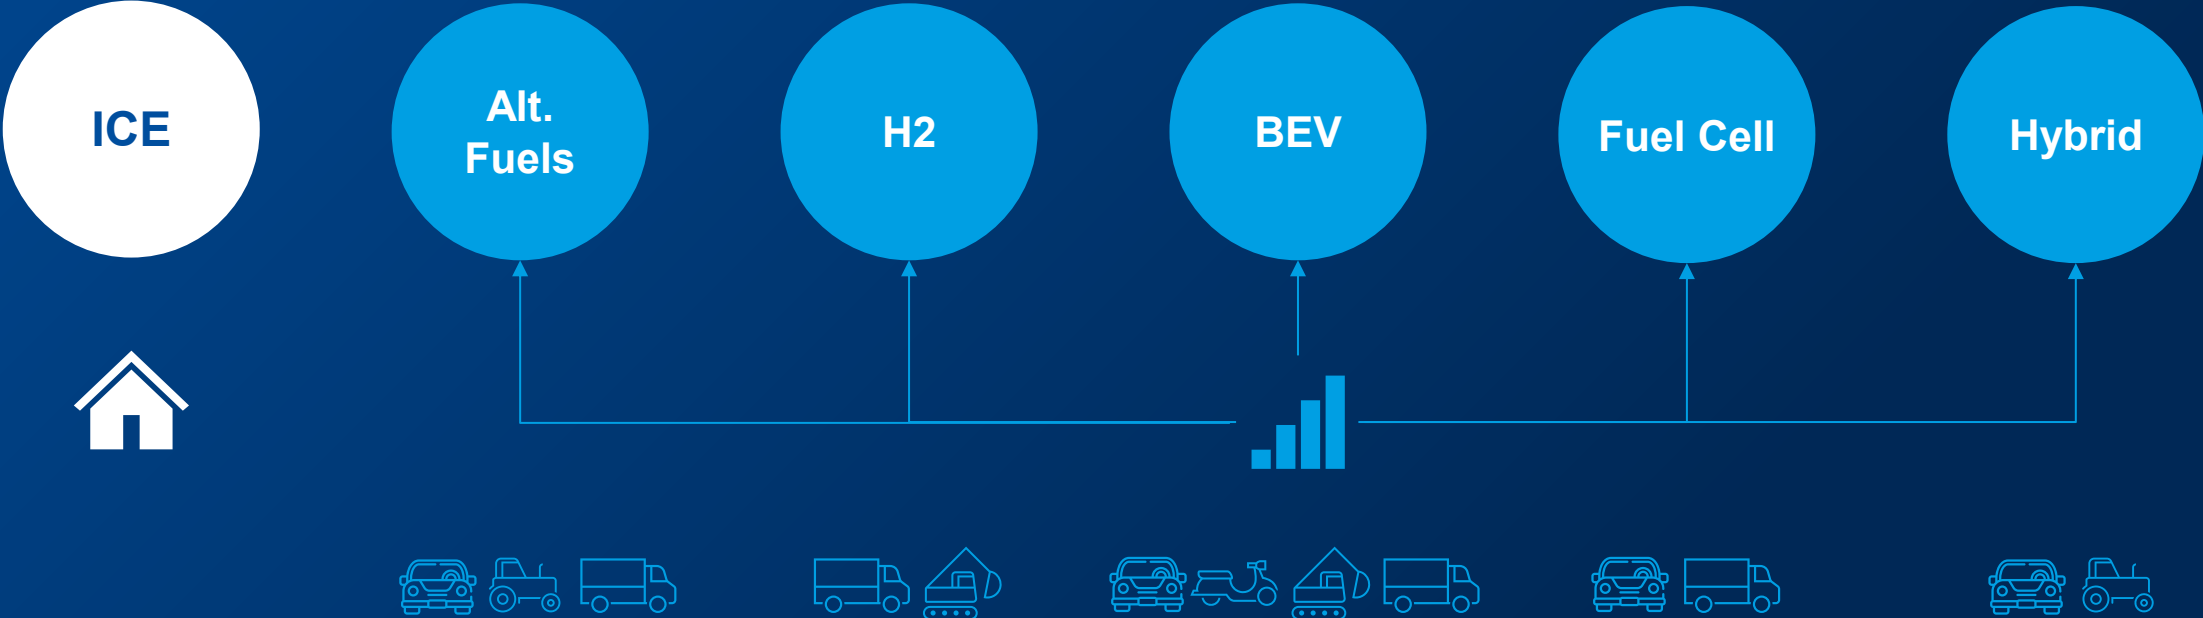 ICE
Alt.
Fuels
H2
BEV
Fuel Cell
Hybrid